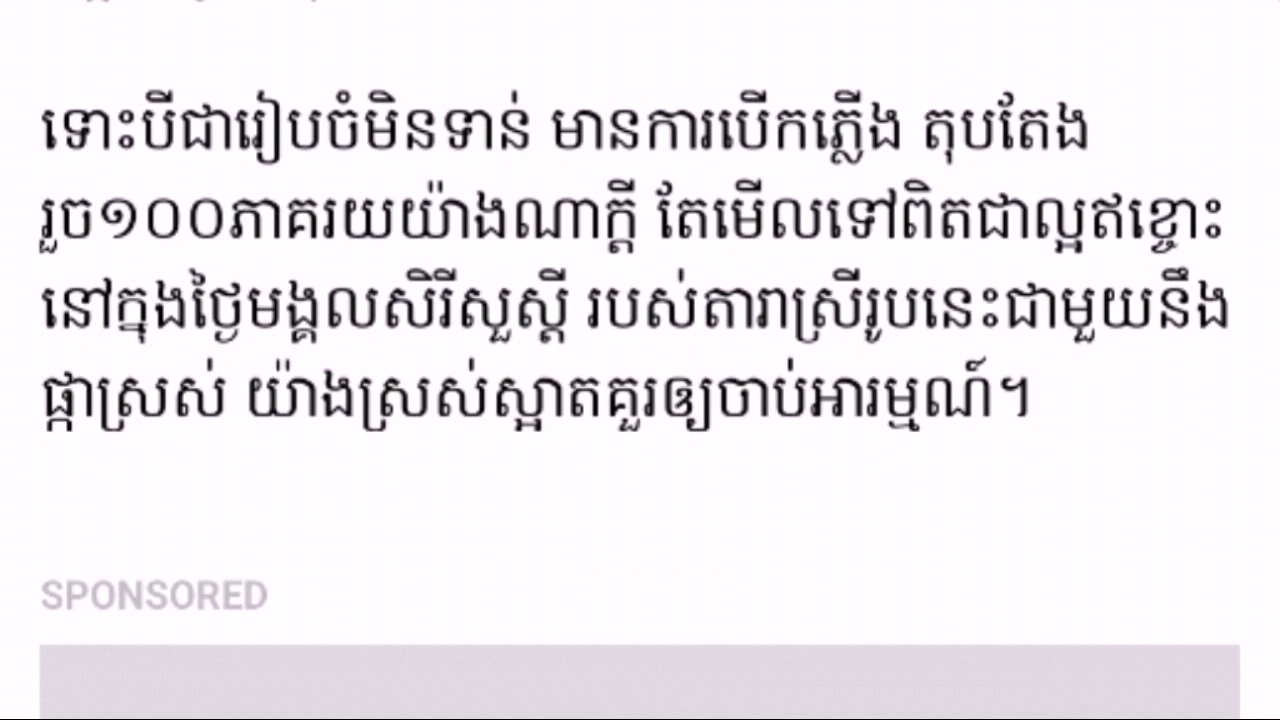 ទោះបីជារៀបចំមិនទាន់ មានការបើកភ្លើង តុបតែង
រួច១០០ភាគរយយ៉ាងណាក្តី តែមើលទៅពិតជាល្អឥតខ្ចោះ
នៅក្នុងថ្ងៃមង្គលសិរីសួស្តី របស់តារាស្រីរូបនេះជាមួយនឹង
ផ្កាស្រស់ យ៉ាងស្រស់ស្អាតគួរឲ្យចាប់អារម្មណ៍។
SPONSORED